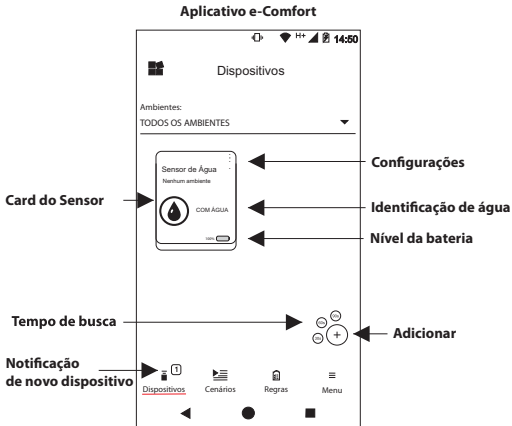 Aplicativo e-Comfort
H+ 14:50
Dispositivos
Ambientes:
TODOS OS AMBIENTES
Sensor de Água
Nenhum ambiente
COM ÁGUA
100%
Card do Sensor
Configurações
Identificação de água
Nível da bateria
Tempo de busca
Adicionar
Notificação
de novo dispositivo
1
Dispositivos
Cenários
Regras
Menu